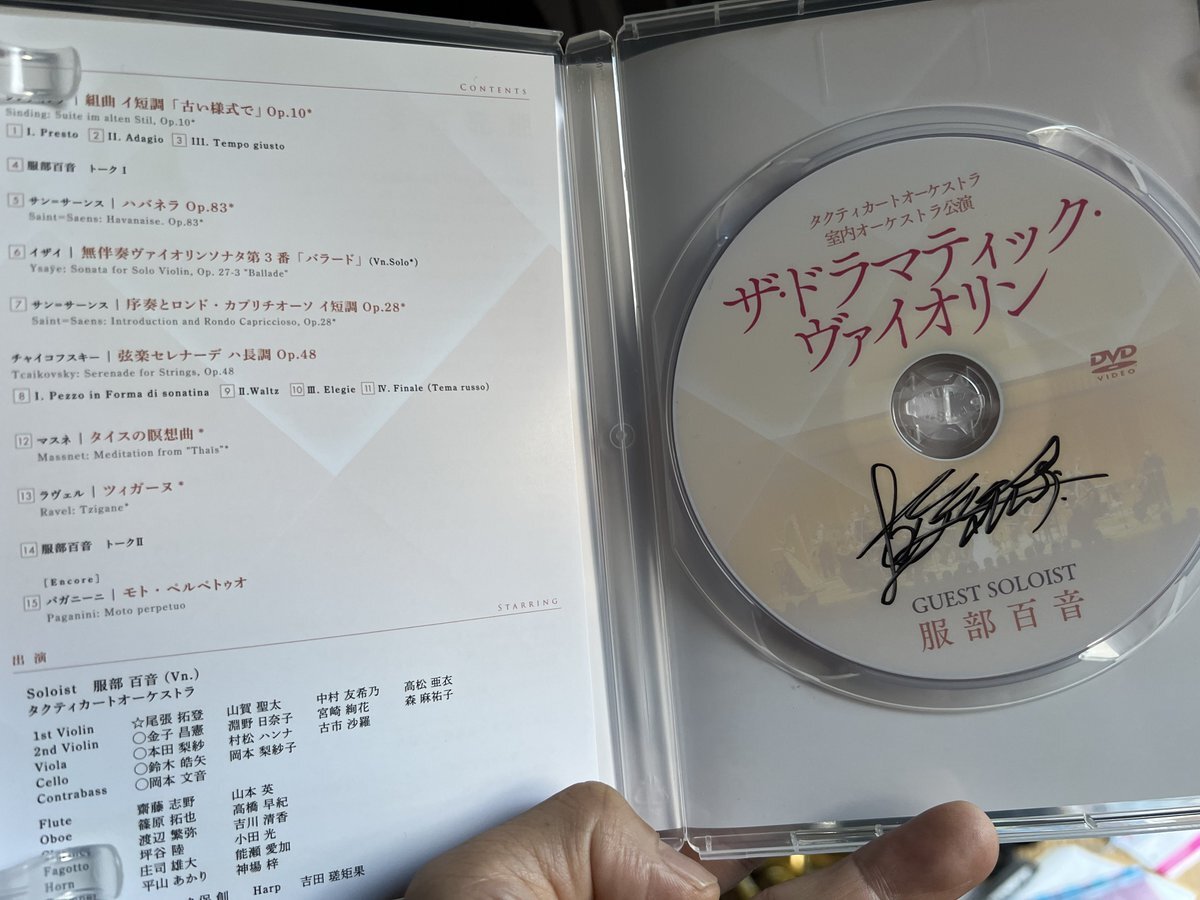 CONTENTS
組曲 イ短調「古い様式で」Op.10*
Sinding: Suite im alten Stil, Op.10*
1 I. Presto 2 II. Adagio 3 III. Tempo giusto
4 服部百音 トークⅠ
5 サン=サーンス | ハバネラ Op.83*
Saint=Saens: Havanaise. Op.83*
6 イザイ | 無伴奏ヴァイオリンソナタ第3番「バラード」(Vn.Solo*)
Ysaÿe: Sonata for Solo Violin, Op. 27-3 "Ballade"
7 サン=サーンス | 序奏とロンド・カプリチオーソ イ短調 Op.28*
Saint=Saens: Introduction and Rondo Capriccioso, Op.28*
チャイコフスキー | 弦楽セレナーデ ハ長調 Op.48
Tcaikovsky: Serenade for Strings, Op.48
8 I. Pezzo in Forma di sonatina 9 II.Waltz 10 III. Elegie 11 IV. Finale (Tema russo)
12 マスネ | タイスの瞑想曲 *
Massnet: Meditation from "Thaïs"*
13 ラヴェル | ツィガーヌ *
Ravel: Tzigane*
14 服部百音 トークⅡ
[Encore]
15 パガニーニ | モト・ペルペトゥオ
Paganini: Moto perpetuo
STARRING
出 演
Soloist 服部 百音 (Vn.)
タクティカートオーケストラ
1st Violin ☆尾張 拓登 山賀 聖太 中村 友希乃 高松 亜衣
2nd Violin ○金子 昌憲 淵野 日奈子 宮崎 絢花 森 麻祐子
Viola ○本田 梨紗 村松 ハンナ 古市 沙羅
Cello ○鈴木 皓矢 岡本 梨紗子
Contrabass ○岡本 文音
Flute 齋藤 志野 山本 英
Oboe 篠原 拓也 高橋 早紀
渡辺 繁弥 吉川 清香
Fagotto 坪谷 陸 小田 光
Horn 庄司 雄大 能瀬 愛加
平山 あかり 神場 梓
保 創 Harp 吉田 瑳矩果
タクティカートオーケストラ
室内オーケストラ公演
ザ・ドラマティック・
ヴァイオリン
DVD
VIDEO
GUEST SOLOIST
服部百音